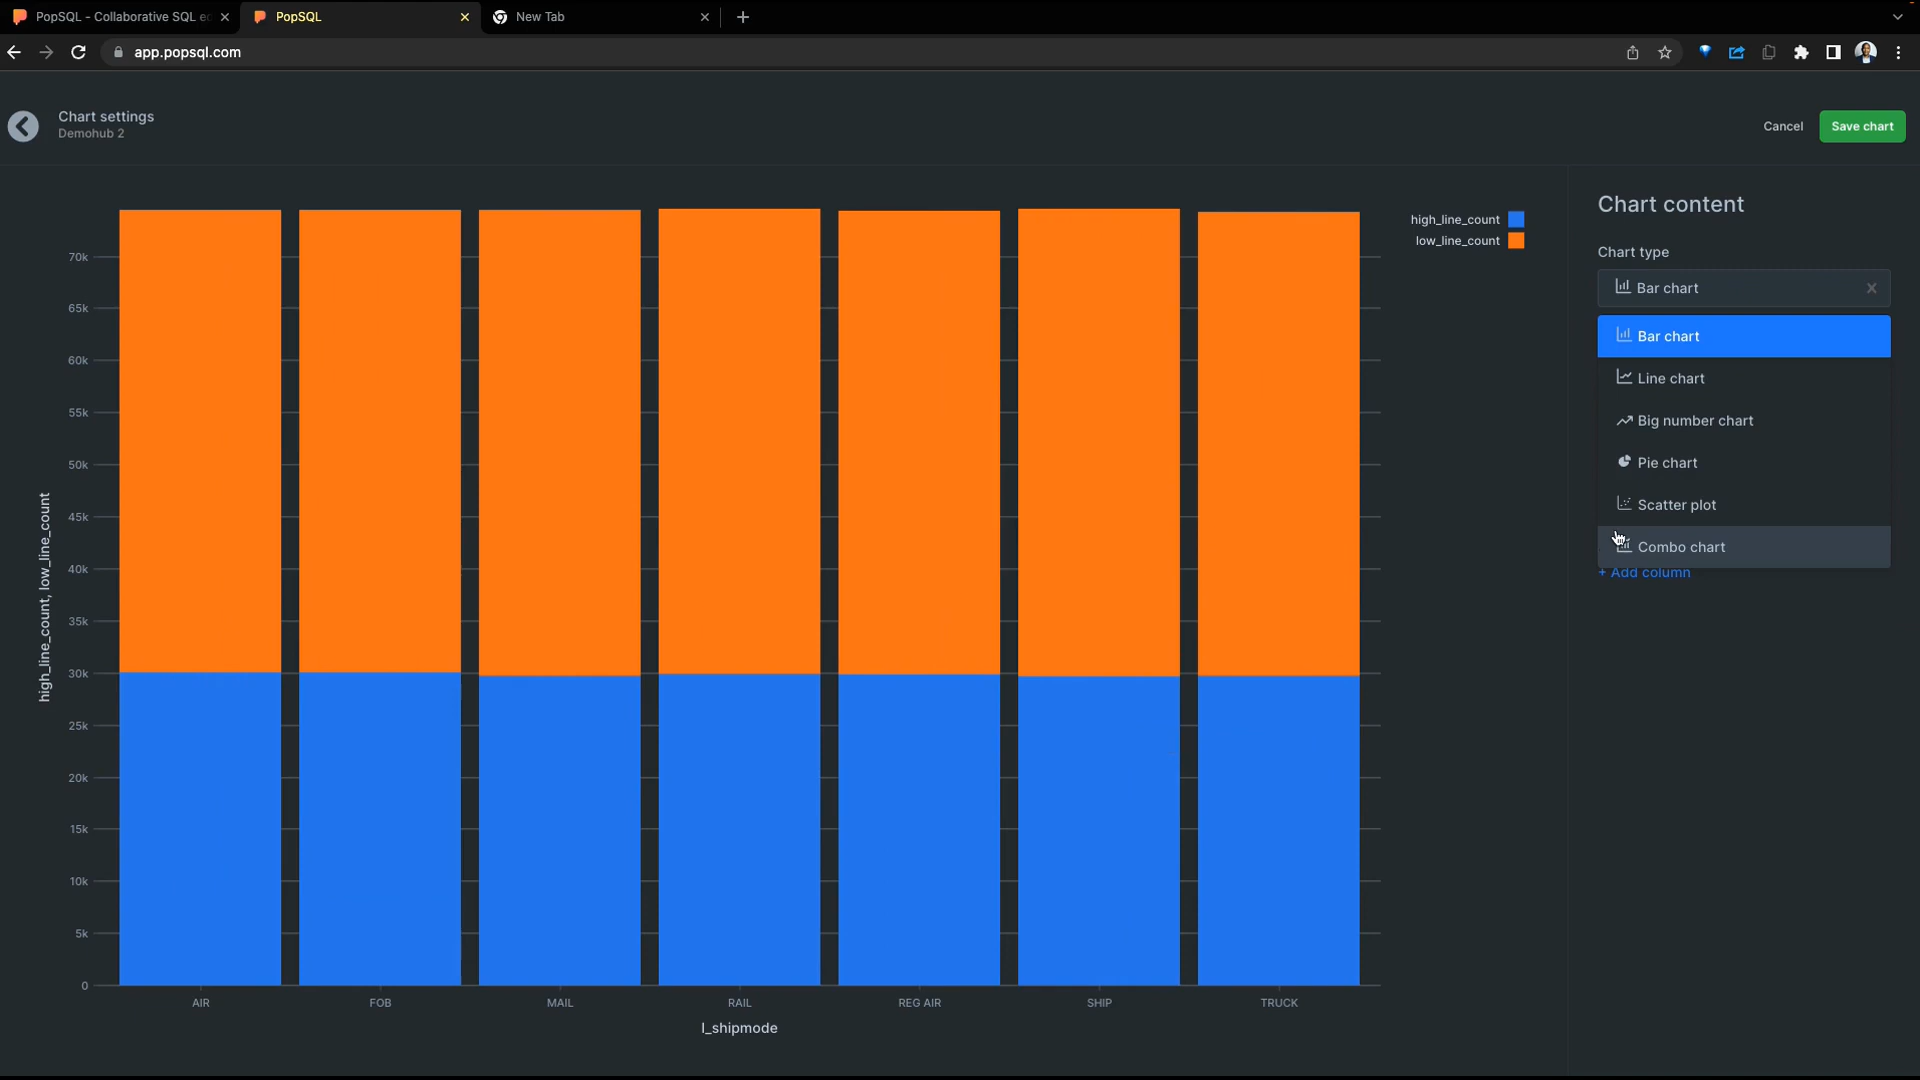 PopSQL - Collaborative SQL e
PopSQL
New Tab
app.popsql.com
Chart settings
Demohub 2
Cancel
Save chart
Chart content
Chart type
Bar chart
Bar chart
Line chart
Big number chart
Pie chart
Scatter plot
Combo chart
+ Add column
high_line_count
low_line_count
high_line_count, low_line_count
70k
65k
60k
55k
50k
45k
40k
35k
30k
25k
20k
15k
10k
5k
0
AIR
FOB
MAIL
RAIL
REG AIR
SHIP
TRUCK
l_shipmode